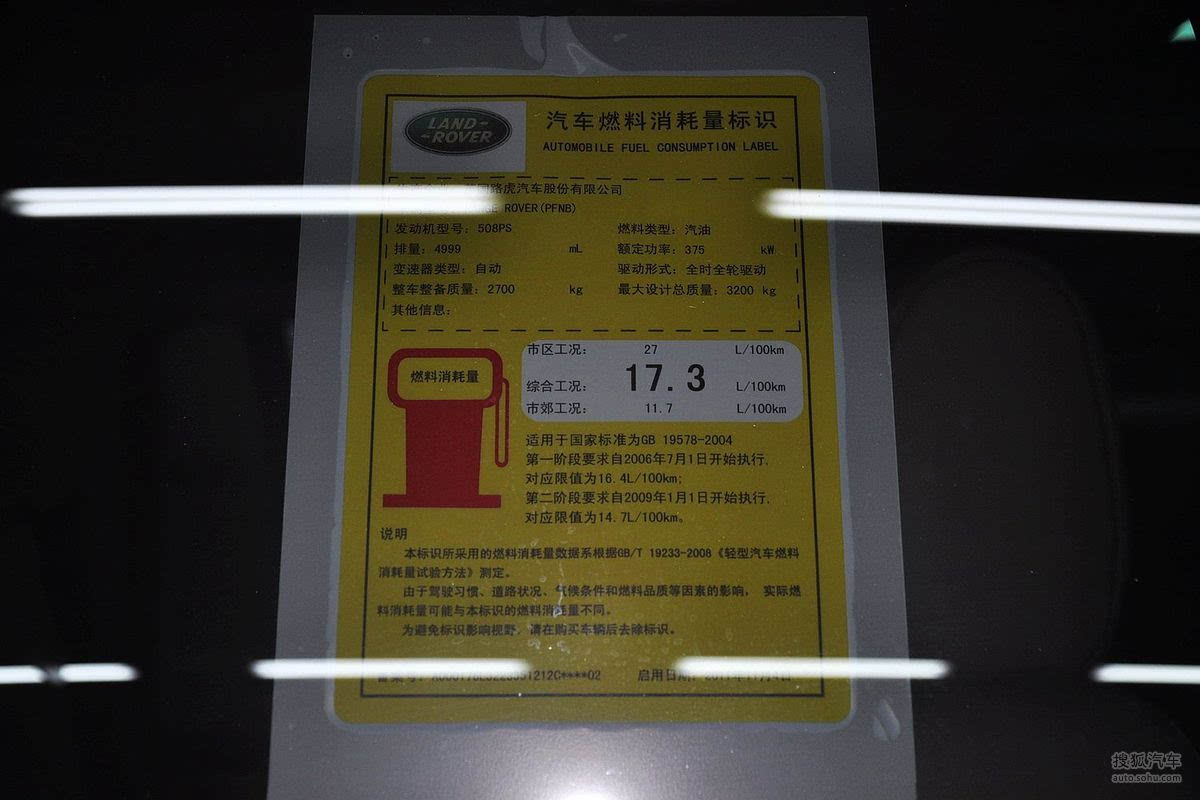 LAND-
-ROVER
汽车燃料消耗量标识
AUTOMOBILE FUEL CONSUMPTION LABEL
路虎汽车股份有限公司
ROVER(PFNB)
发动机型号: 508PS 燃料类型: 汽油
排量: 4999 mL 额定功率: 375 kW
变速器类型: 自动 驱动形式: 全时全轮驱动
整车整备质量: 2700 kg 最大设计总质量: 3200 kg
其他信息:
燃料消耗量
市区工况: 27 L/100km
综合工况: 17.3 L/100km
市郊工况: 11.7 L/100km
适用于国家标准为GB 19578-2004
第一阶段要求自2006年7月1日开始执行,
对应限值为16.4L/100km;
第二阶段要求自2009年1月1日开始执行,
对应限值为14.7L/100km。
说明
本标识所采用的燃料消耗量数据系根据GB/T 19233-2008《轻型汽车燃料
消耗量试验方法》测定。
由于驾驶习惯、道路状况、气候条件和燃料品质等因素的影响, 实际燃
料消耗量可能与本标识的燃料消耗量不同。
为避免标识影响视野, 请在购买车辆后去除标识。
启用日期:
搜狐汽车
auto.sohu.com